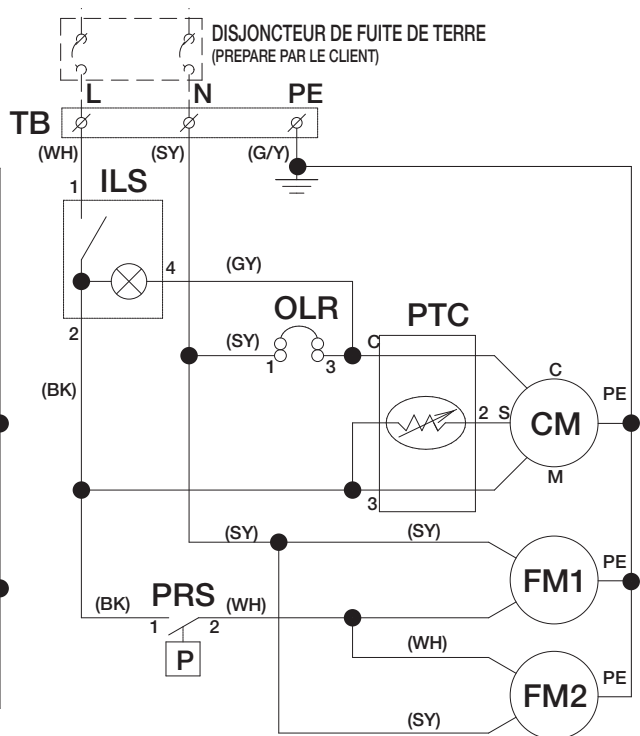 DISJONCTEUR DE FUITE DE TERRE
(PREPARE PAR LE CLIENT)
L N PE
TB
(WH) (SY) (G/Y)
1 ILS
4 (GY)
2
OLR PTC
(SY) 1 3 C
C
(BK)
2 S CM PE
M
3
(SY) (SY)
FM1 PE
PRS
(BK) 1 2 (WH)
P
(WH)
FM2 PE
(SY)